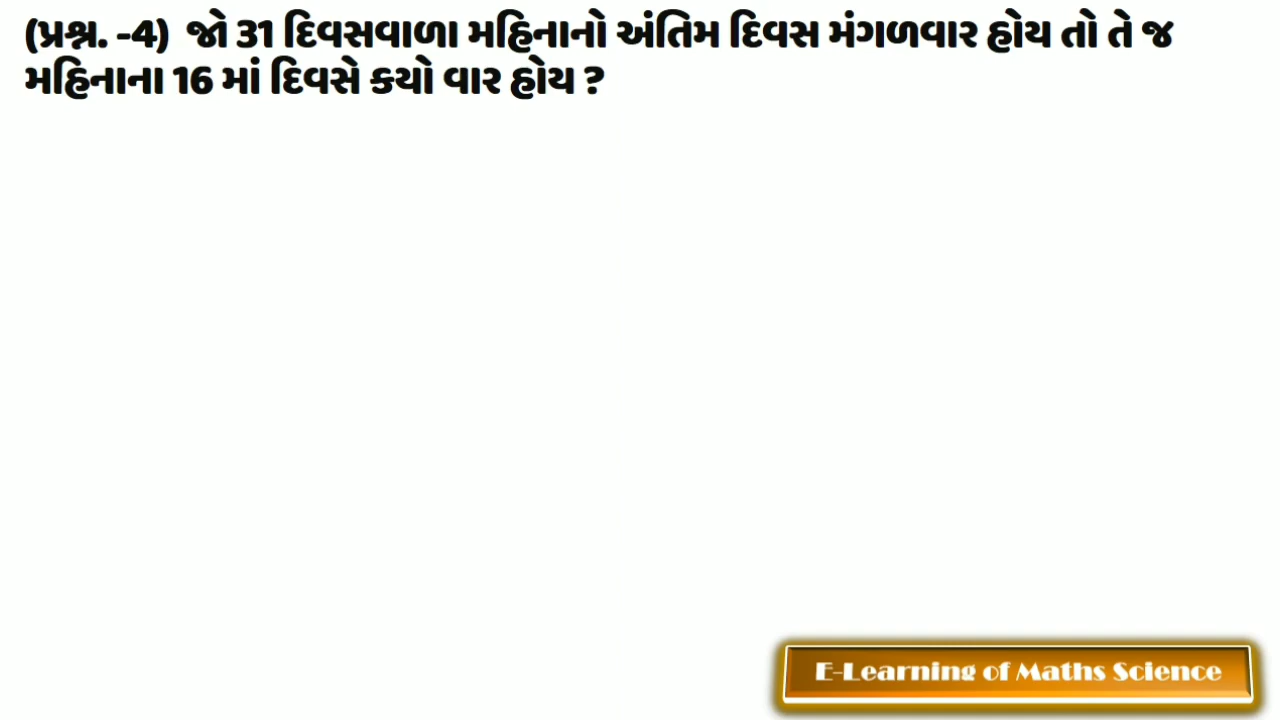 (પ્રશ્ન. -4)  જો 31 દિવસવાળા મહિનાનો અંતિમ દિવસ મંગળવાર હોય તો તે જ
મહિનાના 16 માં દિવસે કયો વાર હોય ?
E-Learning of Maths Science